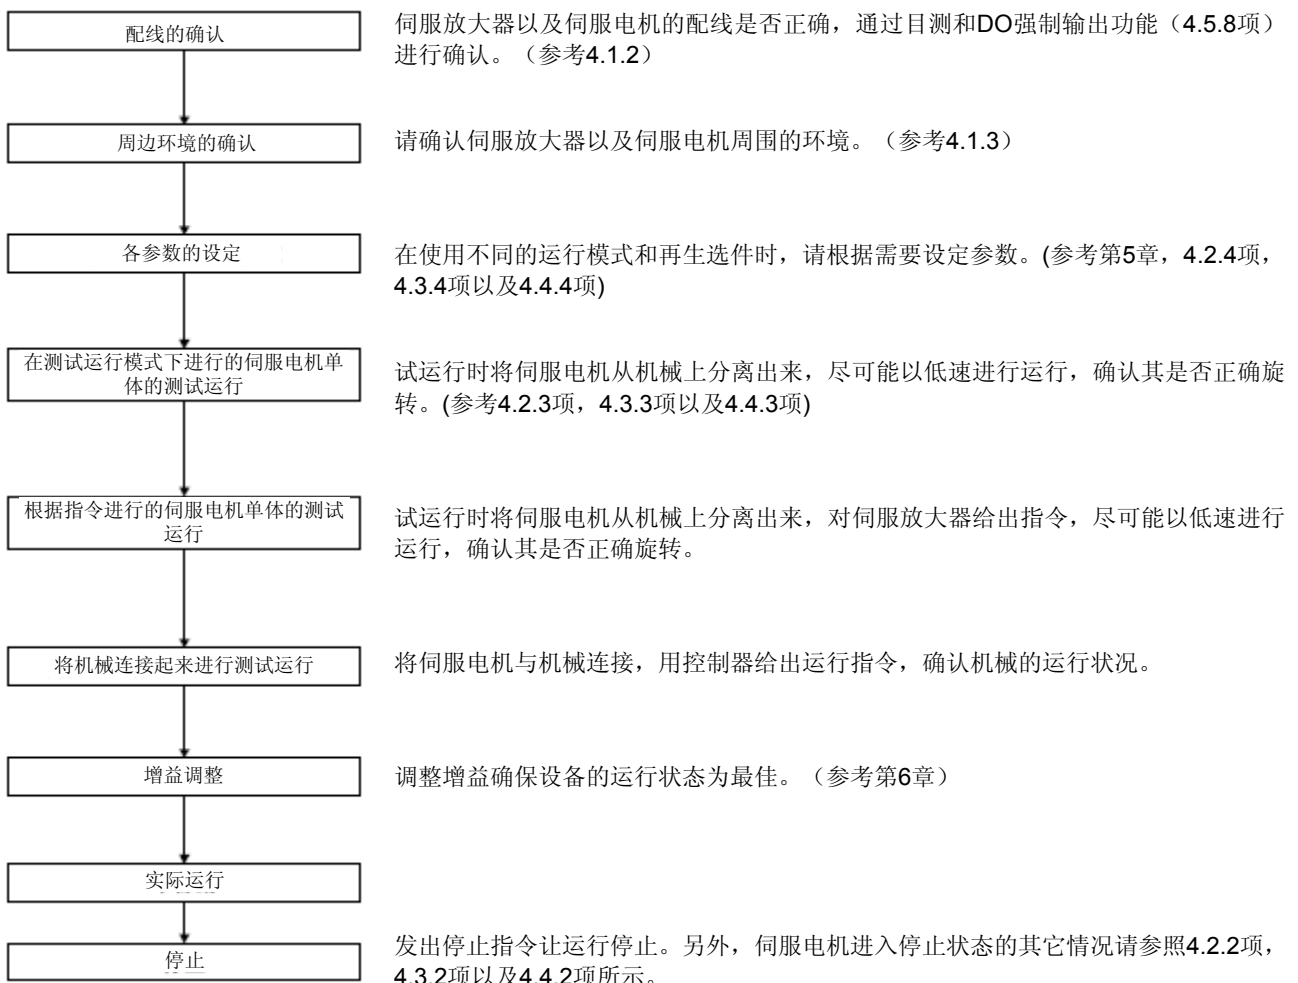 配线的确认
伺服放大器以及伺服电机的配线是否正确，通过目测和DO强制输出功能（4.5.8项）
进行确认。（参考4.1.2）
周边环境的确认
请确认伺服放大器以及伺服电机周围的环境。（参考4.1.3）
各参数的设定
在使用不同的运行模式和再生选件时，请根据需要设定参数。(参考第5章，4.2.4项，
4.3.4项以及4.4.4项)
在测试运行模式下进行的伺服电机单
体的测试运行
试运行时将伺服电机从机械上分离出来，尽可能以低速进行运行，确认其是否正确旋
转。(参考4.2.3项，4.3.3项以及4.4.3项)
根据指令进行的伺服电机单体的测试
运行
试运行时将伺服电机从机械上分离出来，对伺服放大器给出指令，尽可能以低速进行
运行，确认其是否正确旋转。
将机械连接起来进行测试运行
将伺服电机与机械连接，用控制器给出运行指令，确认机械的运行状况。
增益调整
调整增益确保设备的运行状态为最佳。（参考第6章）
实际运行
停止
发出停止指令让运行停止。另外，伺服电机进入停止状态的其它情况请参照4.2.2项，
4.3.2项以及4.4.2项所示。